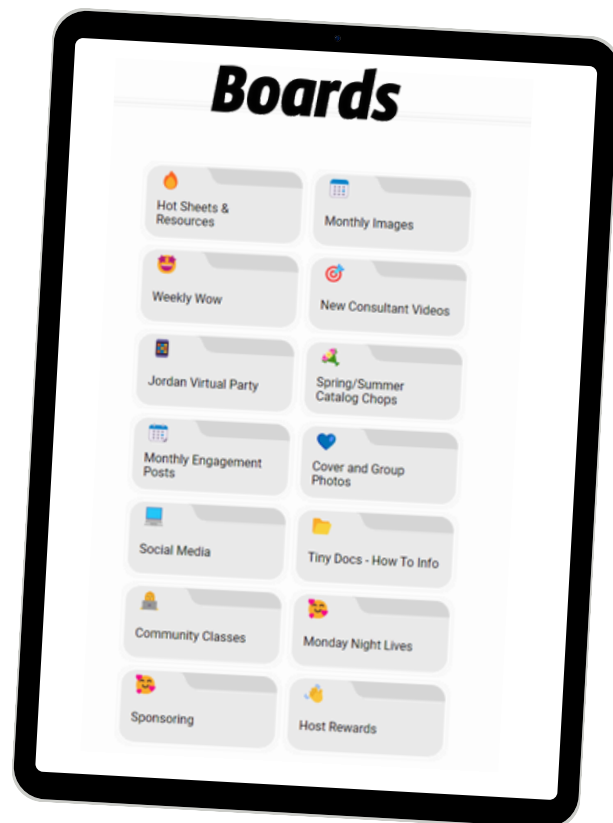 Boards
Hot Sheets &
Resources
Monthly Images
Weekly Wow
New Consultant Videos
Jordan Virtual Party
Spring/Summer
Catalog Chops
Monthly Engagement
Posts
Cover and Group
Photos
Social Media
Tiny Docs - How To Info
Community Classes
Monday Night Lives
Sponsoring
Host Rewards